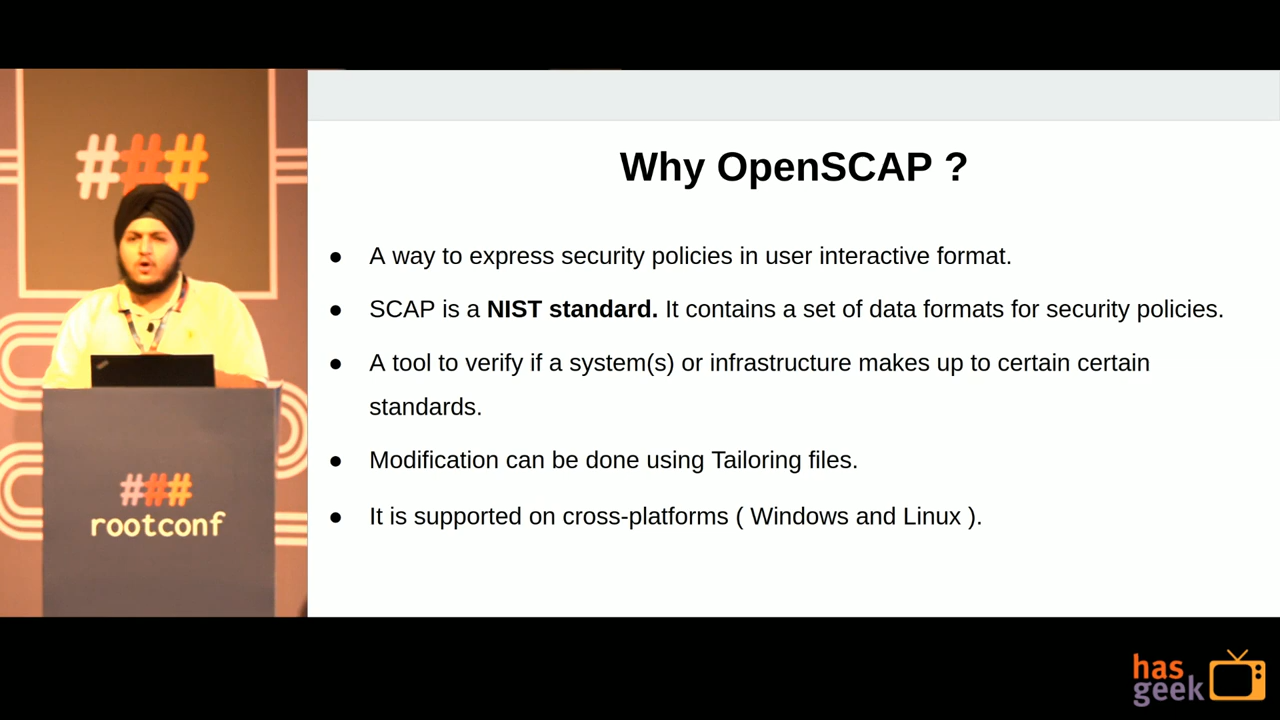 ###
Why OpenSCAP ?
● A way to express security policies in user interactive format.
● SCAP is a NIST standard. It contains a set of data formats for security policies.
● A tool to verify if a system(s) or infrastructure makes up to certain certain
standards.
● Modification can be done using Tailoring files.
● It is supported on cross-platforms ( Windows and Linux ).
###
rootconf
has
geek